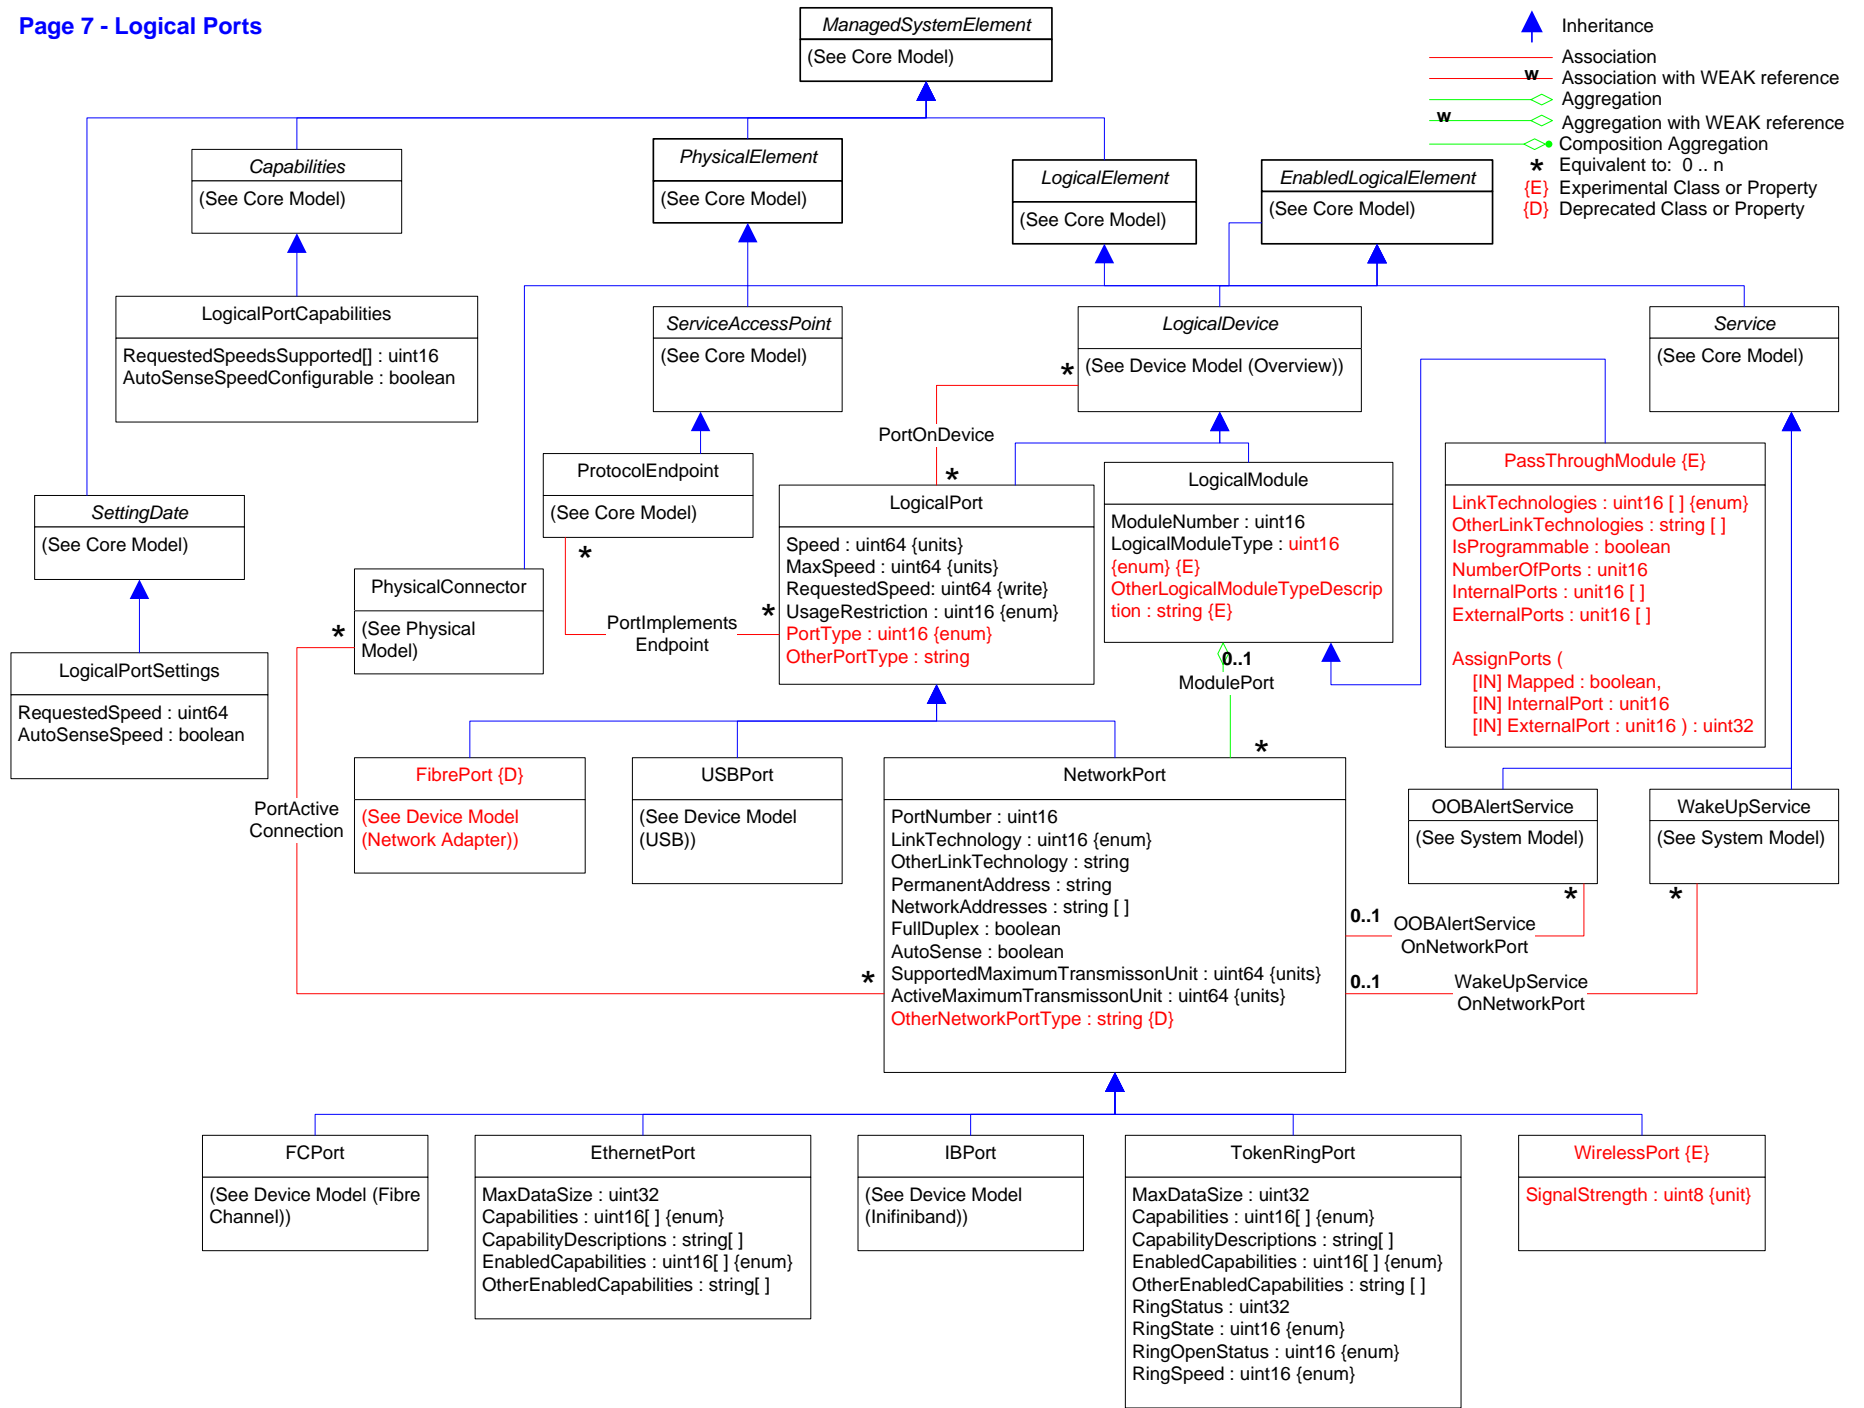 Page 7 - Logical Ports
ManagedSystemElement
(See Core Model)
Inheritance
Association
w
Association with WEAK reference
Aggregation
w
Aggregation with WEAK reference
Composition Aggregation
* Equivalent to: 0 .. n
{E} Experimental Class or Property
{D} Deprecated Class or Property
Capabilities
(See Core Model)
PhysicalElement
(See Core Model)
LogicalElement
(See Core Model)
EnabledLogicalElement
(See Core Model)
LogicalPortCapabilities
RequestedSpeedsSupported[] : uint16
AutoSenseSpeedConfigurable : boolean
ServiceAccessPoint
(See Core Model)
LogicalDevice
(See Device Model (Overview))
*
Service
(See Core Model)
PortOnDevice
*
SettingDate
(See Core Model)
ProtocolEndpoint
(See Core Model)
*
LogicalPort
Speed : uint64 {units}
MaxSpeed : uint64 {units}
RequestedSpeed: uint64 {write}
UsageRestriction : uint16 {enum}
PortType : uint16 {enum}
OtherPortType : string
*
PortImplements
Endpoint
LogicalModule
ModuleNumber : uint16
LogicalModuleType : uint16
{enum} {E}
OtherLogicalModuleTypeDescrip
tion : string {E}
PassThroughModule {E}
LinkTechnologies : uint16 [ ] {enum}
OtherLinkTechnologies : string [ ]
IsProgrammable : boolean
NumberOfPorts : unit16
InternalPorts : unit16 [ ]
ExternalPorts : unit16 [ ]
AssignPorts (
[IN] Mapped : boolean,
[IN] InternalPort : unit16
[IN] ExternalPort : unit16 ) : uint32
PhysicalConnector
(See Physical
Model)
*
LogicalPortSettings
RequestedSpeed : uint64
AutoSenseSpeed : boolean
0..1
ModulePort
*
PortActive
Connection
FibrePort {D}
(See Device Model
(Network Adapter))
USBPort
(See Device Model
(USB))
NetworkPort
PortNumber : uint16
LinkTechnology : uint16 {enum}
OtherLinkTechnology : string
PermanentAddress : string
NetworkAddresses : string [ ]
FullDuplex : boolean
AutoSense : boolean
SupportedMaximumTransmissonUnit : uint64 {units}
ActiveMaximumTransmissonUnit : uint64 {units}
OtherNetworkPortType : string {D}
*
OOBAlertService
(See System Model)
*
WakeUpService
(See System Model)
*
0..1
OOBAlertService
OnNetworkPort
0..1
WakeUpService
OnNetworkPort
FCPort
(See Device Model (Fibre
Channel))
EthernetPort
MaxDataSize : uint32
Capabilities : uint16[ ] {enum}
CapabilityDescriptions : string[ ]
EnabledCapabilities : uint16[ ] {enum}
OtherEnabledCapabilities : string[ ]
IBPort
(See Device Model
(Inifiniband))
TokenRingPort
MaxDataSize : uint32
Capabilities : uint16[ ] {enum}
CapabilityDescriptions : string[ ]
EnabledCapabilities : uint16[ ] {enum}
OtherEnabledCapabilities : string [ ]
RingStatus : uint32
RingState : uint16 {enum}
RingOpenStatus : uint16 {enum}
RingSpeed : uint16 {enum}
WirelessPort {E}
SignalStrength : uint8 {unit}